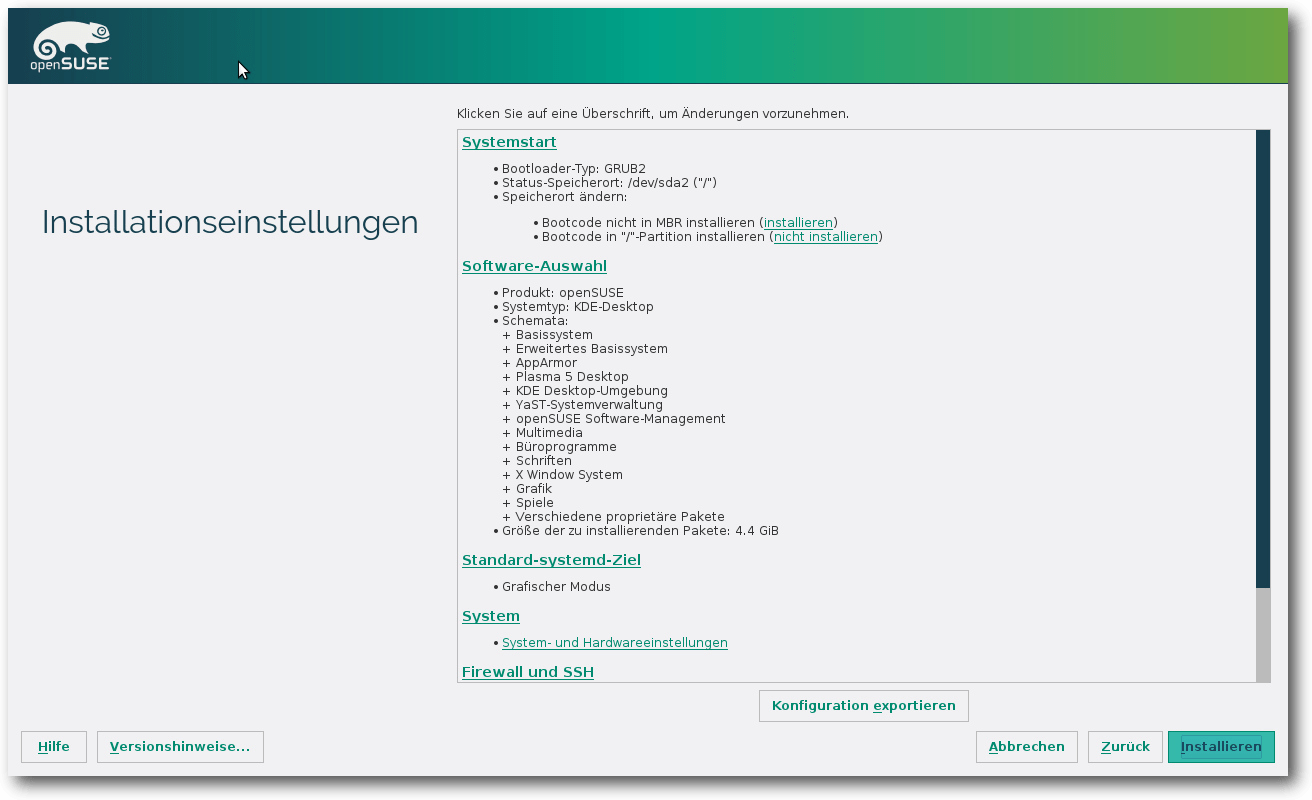 openSUSE
Klicken Sie auf eine Überschrift, um Änderungen vorzunehmen.
Installationseinstellungen
Systemstart
• Bootloader-Typ: GRUB2
• Status-Speicherort: /dev/sda2 ("/")
• Speicherort ändern:
• Bootcode nicht in MBR installieren (installieren)
• Bootcode in "/"-Partition installieren (nicht installieren)
Software-Auswahl
• Produkt: openSUSE
• Systemtyp: KDE-Desktop
• Schemata:
+ Basissystem
+ Erweitertes Basissystem
+ AppArmor
+ Plasma 5 Desktop
+ KDE Desktop-Umgebung
+ YaST-Systemverwaltung
+ openSUSE Software-Management
+ Multimedia
+ Büroprogramme
+ Schriften
+ X Window System
+ Grafik
+ Spiele
+ Verschiedene proprietäre Pakete
• Größe der zu installierenden Pakete: 4.4 GiB
Standard-systemd-Ziel
• Grafischer Modus
System
• System- und Hardwareeinstellungen
Firewall und SSH
Konfiguration exportieren
Hilfe
Versionshinweise...
Abbrechen
Zurück
Installieren